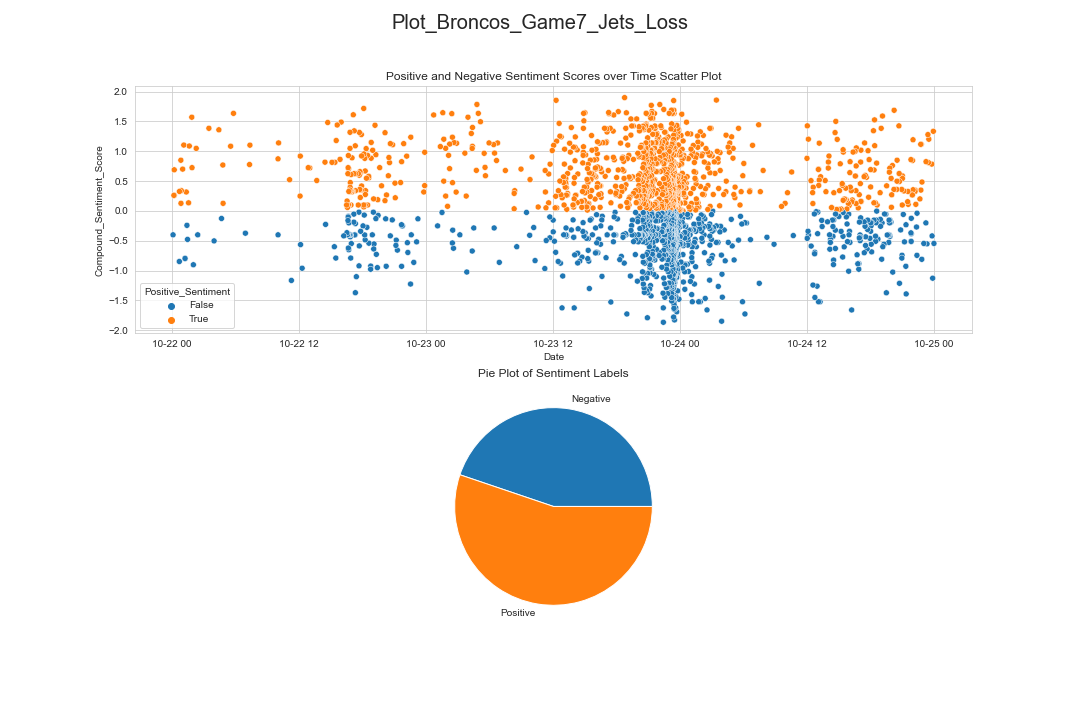 Plot_Broncos_Game7_Jets_Loss
Positive and Negative Sentiment Scores over Time Scatter Plot
Compound_Sentiment_Score
2.0
1.5
1.0
0.5
0.0
−0.5
−1.0
−1.5
−2.0
Positive_Sentiment
False
True
10-22 00 10-22 12 10-23 00 10-23 12 10-24 00 10-24 12 10-25 00
Date
Pie Plot of Sentiment Labels
Negative
Positive